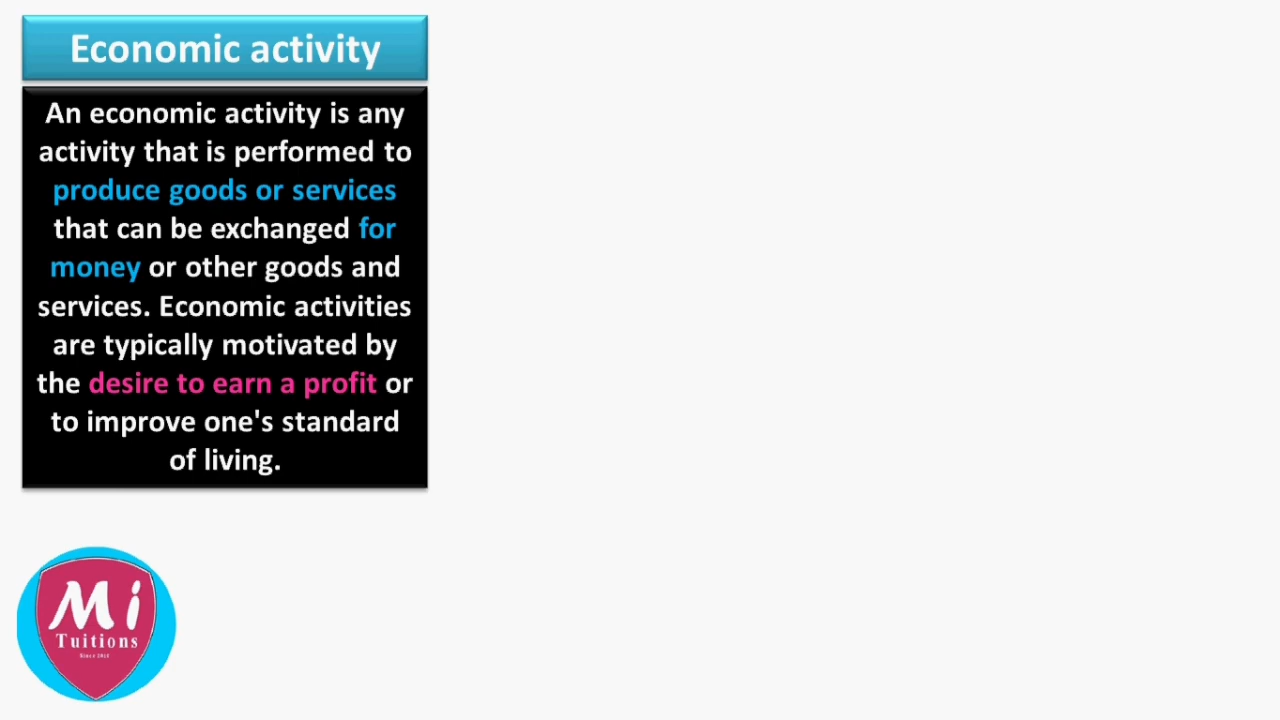 Economic activity
An economic activity is any
activity that is performed to
produce goods or services
that can be exchanged for
money or other goods and
services. Economic activities
are typically motivated by
the desire to earn a profit or
to improve one's standard
of living.
Mi
Tuitions
Since 2011